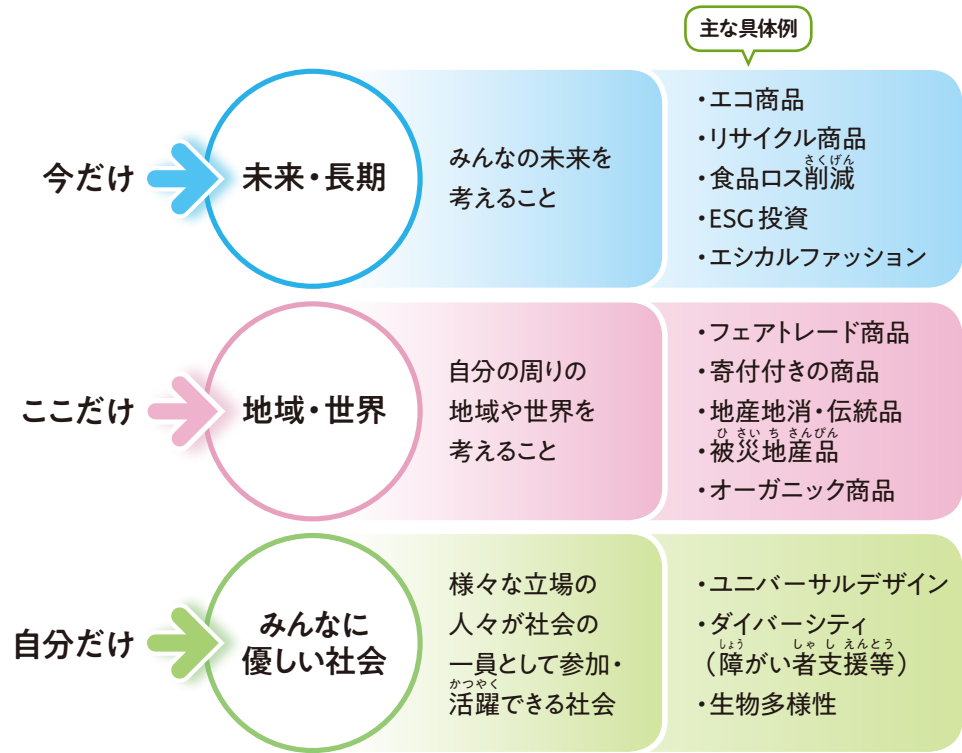 主な具体例
今だけ
未来・長期
みんなの未来を
考えること
・エコ商品
・リサイクル商品
さくげん
・食品ロス削減
・ESG投資
・エシカルファッション
ここだけ
地域・世界
自分の周りの
地域や世界を
考えること
・フェアトレード商品
・寄付付きの商品
・地産地消・伝統品
ひさいちさんぴん
・被災地産品
・オーガニック商品
自分だけ
みんなに
優しい社会
様々な立場の
人々が社会の
一員として参加・
かつやく
活躍できる社会
・ユニバーサルデザイン
・ダイバーシティ
しょう しゃしえんとう
（障がい者支援等）
・生物多様性